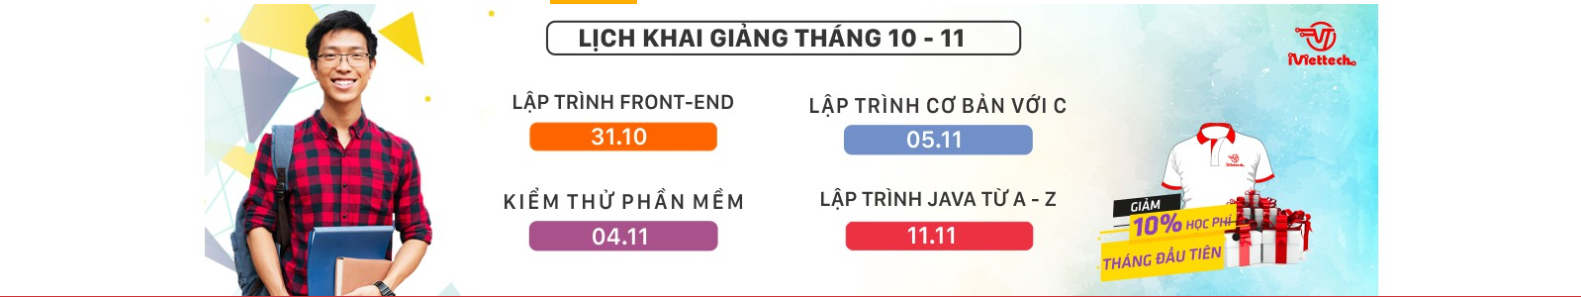 LỊCH KHAI GIẢNG THÁNG 10 - 11
iViettech
LẬP TRÌNH FRONT-END
31.10
LẬP TRÌNH CƠ BẢN VỚI C
05.11
KIỂM THỬ PHẦN MỀM
04.11
LẬP TRÌNH JAVA TỪ A - Z
11.11
iViettech
GIẢM
10% HỌC PHÍ
THÁNG ĐẦU TIÊN